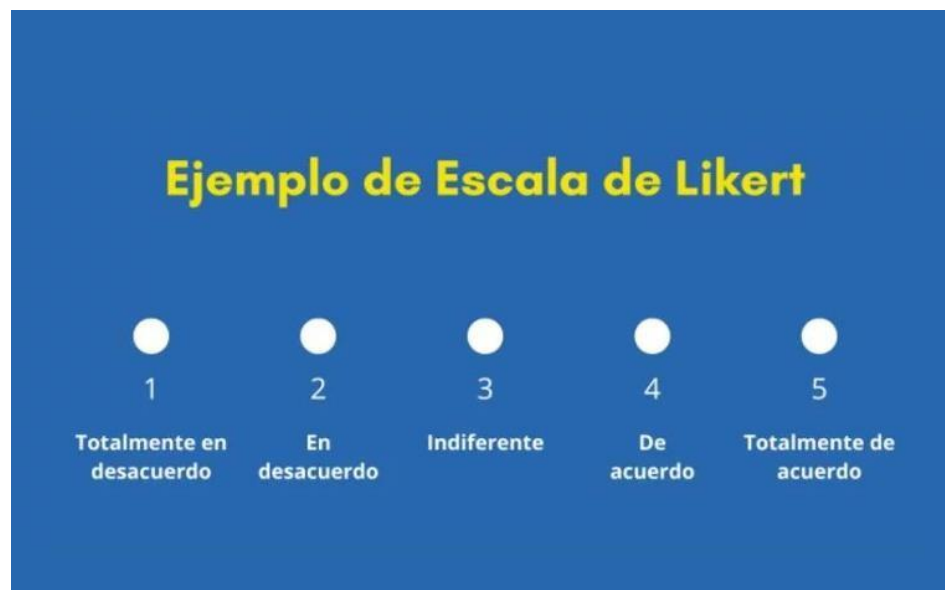 Ejemplo de Escala de Likert
1
2
3
4
5
Totalmente en
desacuerdo
En
desacuerdo
Indiferente
De
acuerdo
Totalmente de
acuerdo